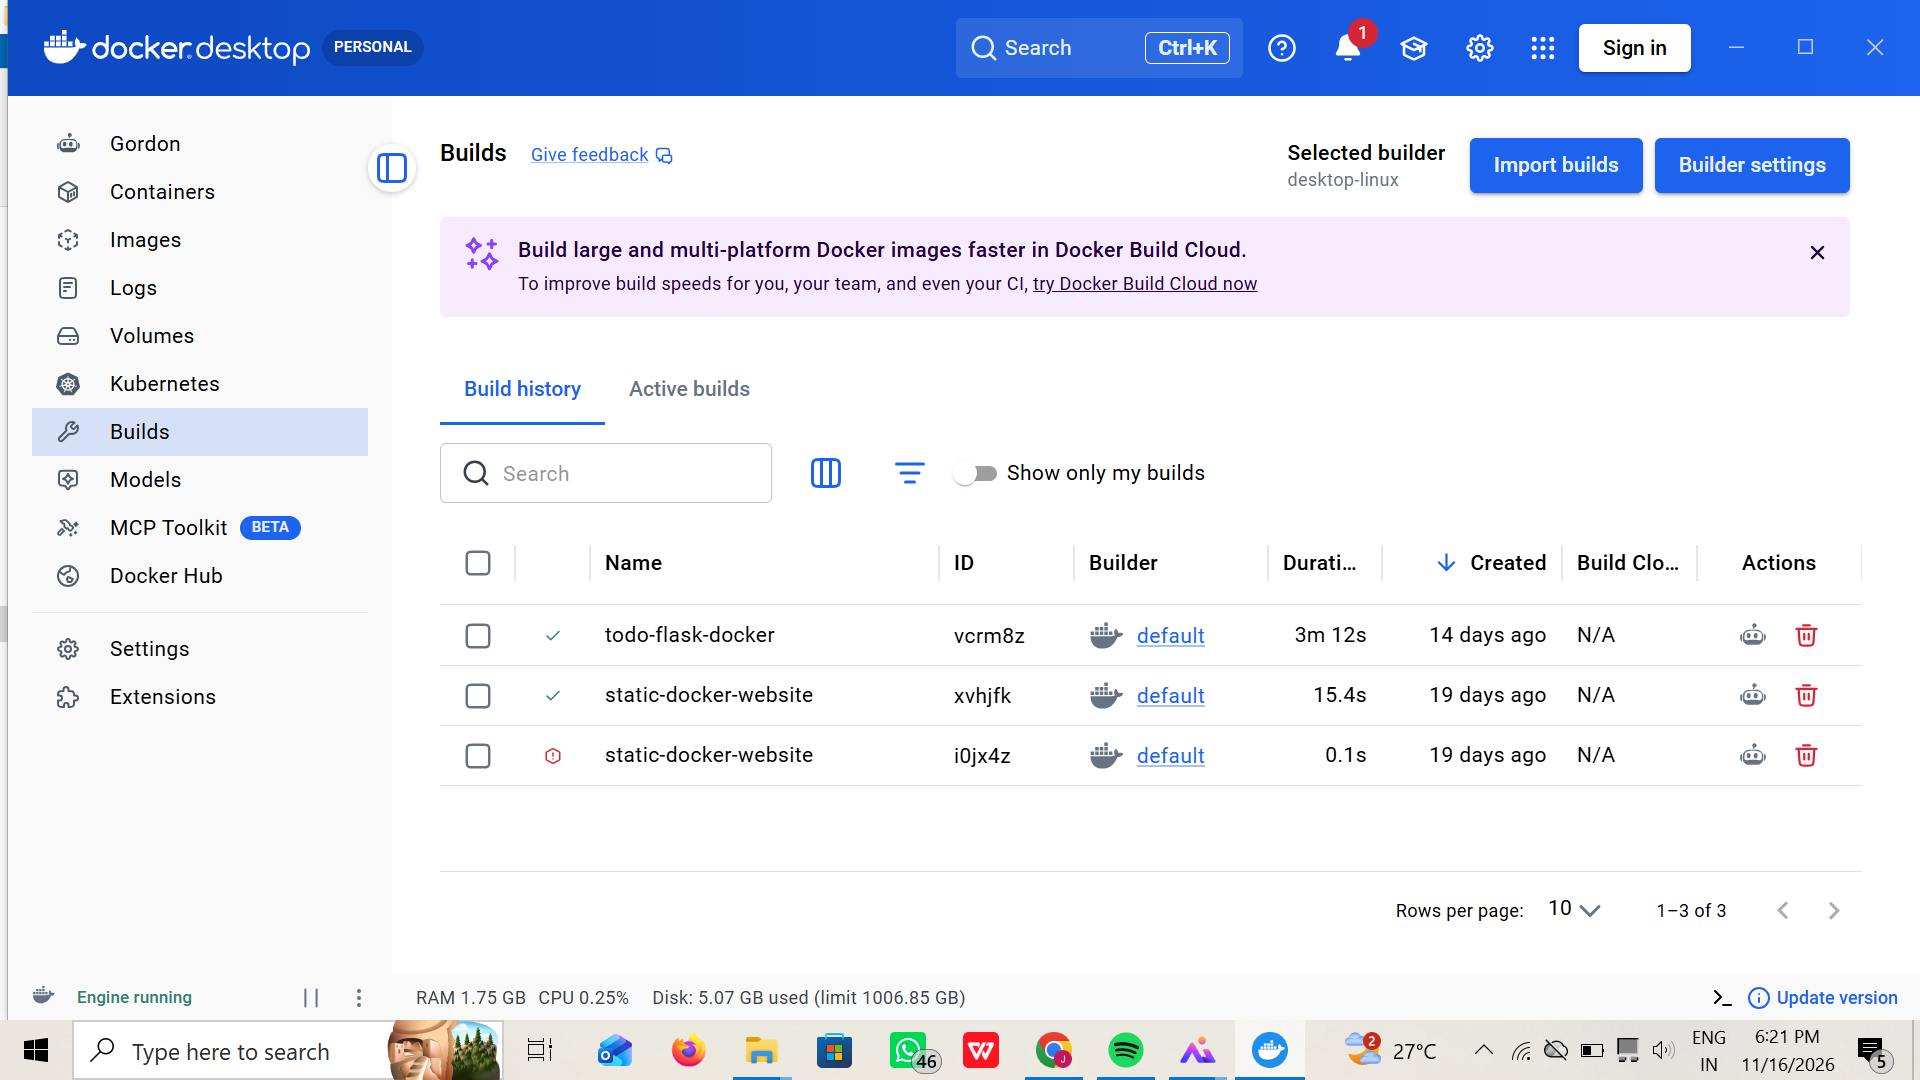 docker desktop PERSONAL
Search Ctrl+K
1
Sign in
Gordon
Containers
Images
Logs
Volumes
Kubernetes
Builds
Models
MCP Toolkit BETA
Docker Hub
Settings
Extensions
Builds Give feedback
Selected builder
desktop-linux
Import builds
Builder settings
Build large and multi-platform Docker images faster in Docker Build Cloud.
To improve build speeds for you, your team, and even your CI, try Docker Build Cloud now
Build history Active builds
Search
Show only my builds
Name ID Builder Durati... Created Build Clo... Actions
todo-flask-docker vcrm8z default 3m 12s 14 days ago N/A
static-docker-website xvhjfk default 15.4s 19 days ago N/A
static-docker-website i0jx4z default 0.1s 19 days ago N/A
Rows per page: 10 1–3 of 3
Engine running
RAM 1.75 GB CPU 0.25% Disk: 5.07 GB used (limit 1006.85 GB)
Update version
Type here to search
46
2
27°C
ENG
IN
6:21 PM
11/16/2026
5